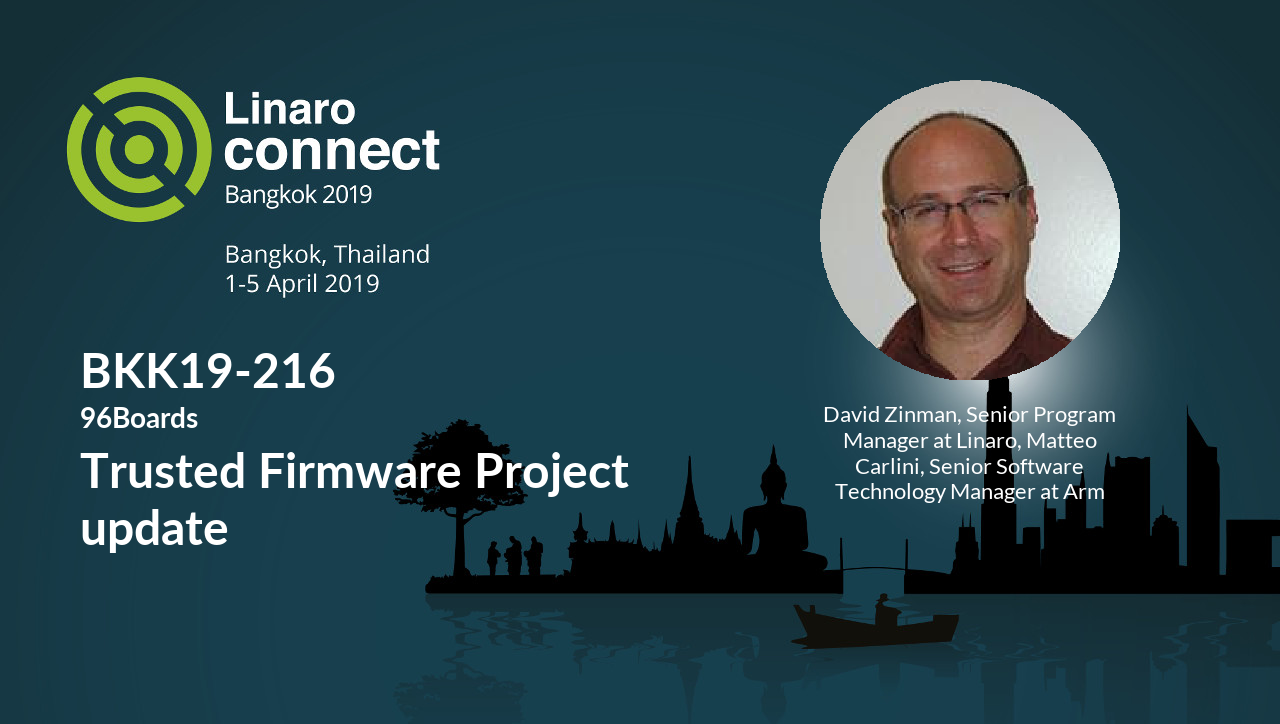 Linaro
connect
Bangkok 2019
Bangkok, Thailand
1-5 April 2019
BKK19-216
96Boards
Trusted Firmware Project
update
David Zinman, Senior Program
Manager at Linaro, Matteo
Carlini, Senior Software
Technology Manager at Arm